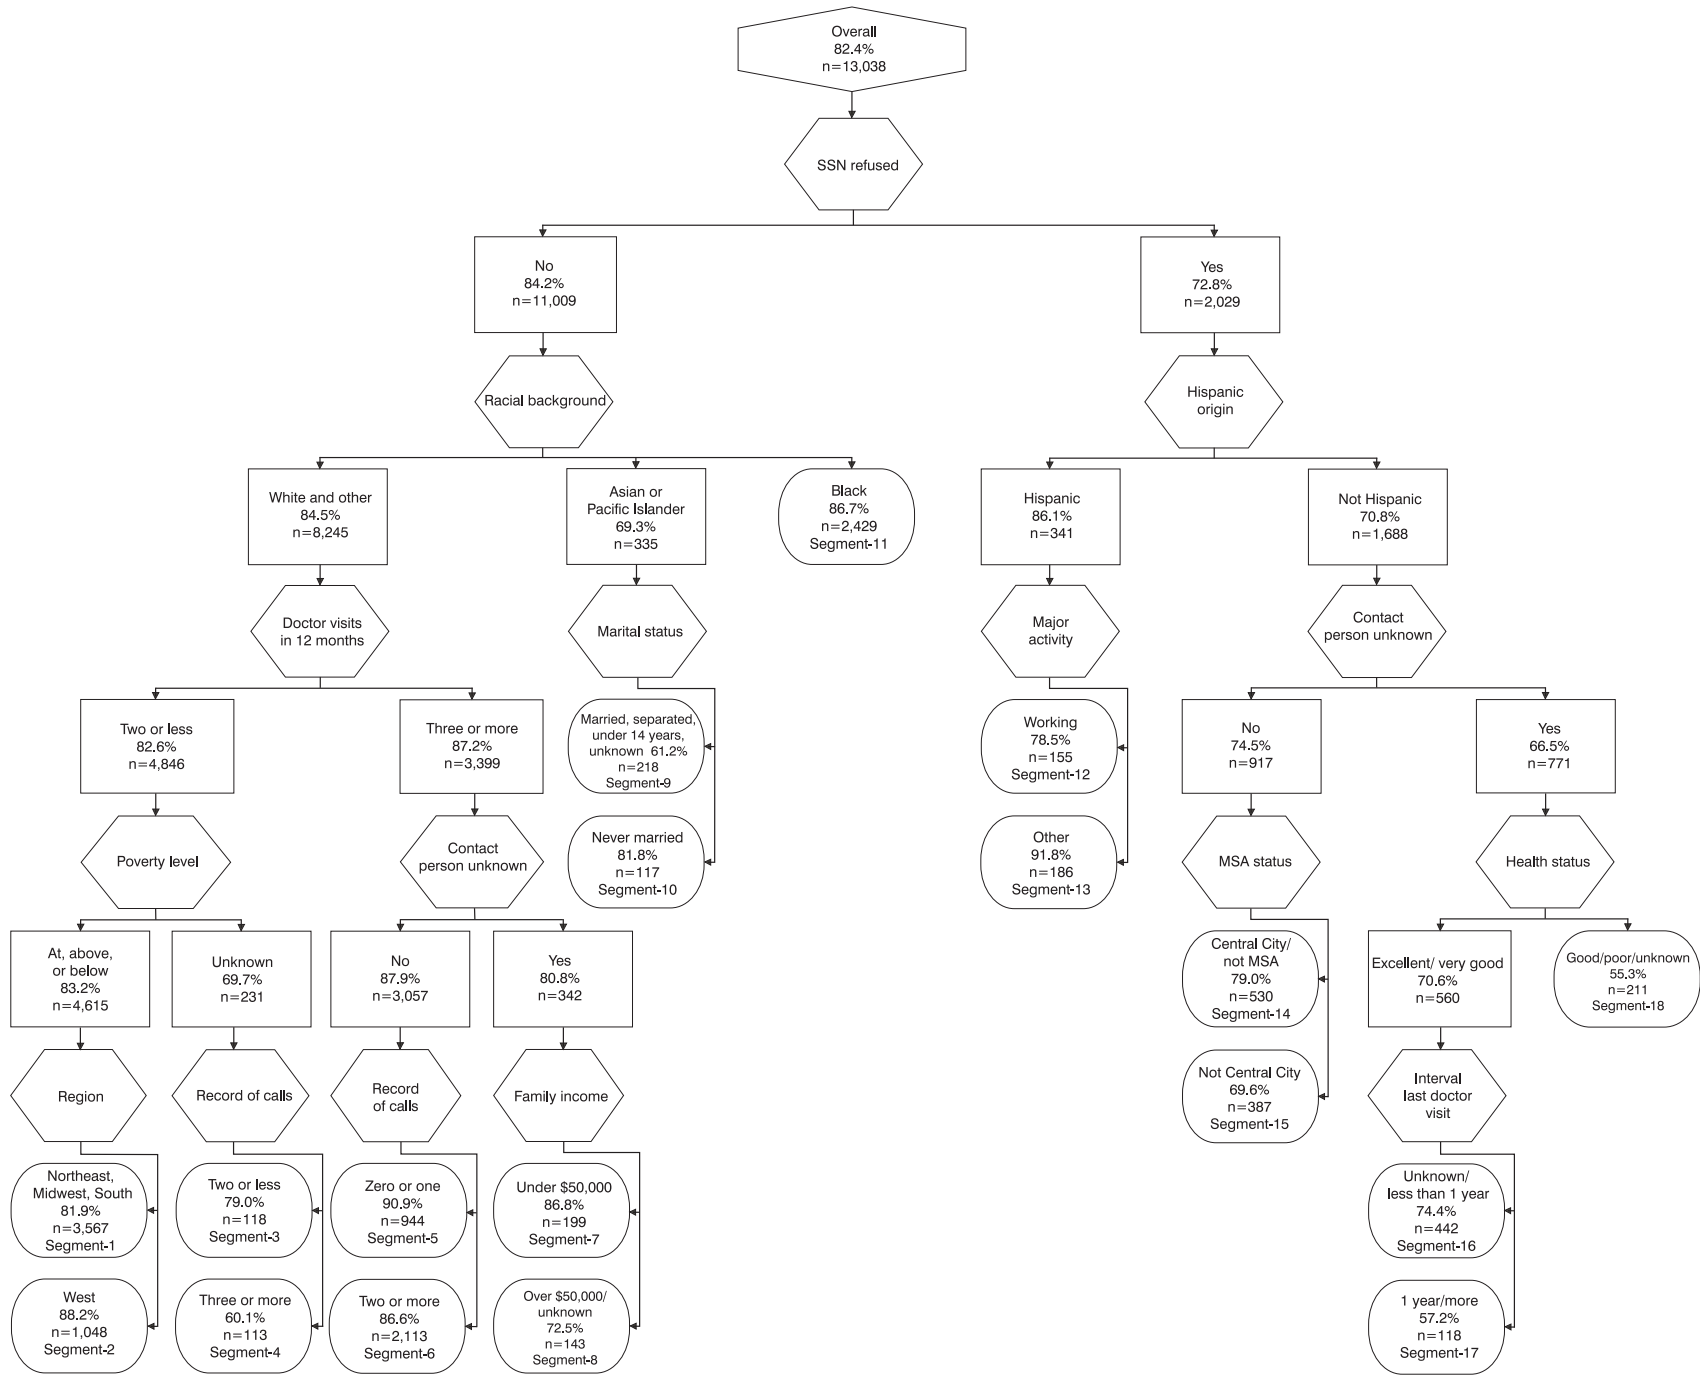 Overall
82.4%
n=13,038
SSN refused
No
84.2%
n=11,009
Yes
72.8%
n=2,029
Racial background
Hispanic
origin
White and other
84.5%
n=8,245
Asian or
Pacific Islander
69.3%
n=335
Black
86.7%
n=2,429
Segment-11
Hispanic
86.1%
n=341
Not Hispanic
70.8%
n=1,688
Doctor visits
in 12 months
Marital status
Major
activity
Contact
person unknown
Two or less
82.6%
n=4,846
Three or more
87.2%
n=3,399
Married, separated,
under 14 years,
unknown 61.2%
n=218
Segment-9
Working
78.5%
n=155
Segment-12
No
74.5%
n=917
Yes
66.5%
n=771
Poverty level
Contact
person unknown
Never married
81.8%
n=117
Segment-10
Other
91.8%
n=186
Segment-13
MSA status
Health status
At, above,
or below
83.2%
n=4,615
Unknown
69.7%
n=231
No
87.9%
n=3,057
Yes
80.8%
n=342
Central City/
not MSA
79.0%
n=530
Segment-14
Excellent/ very good
70.6%
n=560
Good/poor/unknown
55.3%
n=211
Segment-18
Region
Record of calls
Record
of calls
Family income
Not Central City
69.6%
n=387
Segment-15
Interval
last doctor
visit
Northeast,
Midwest, South
81.9%
n=3,567
Segment-1
Two or less
79.0%
n=118
Segment-3
Zero or one
90.9%
n=944
Segment-5
Under $50,000
86.8%
n=199
Segment-7
Unknown/
less than 1 year
74.4%
n=442
Segment-16
West
88.2%
n=1,048
Segment-2
Three or more
60.1%
n=113
Segment-4
Two or more
86.6%
n=2,113
Segment-6
Over $50,000/
unknown
72.5%
n=143
Segment-8
1 year/more
57.2%
n=118
Segment-17